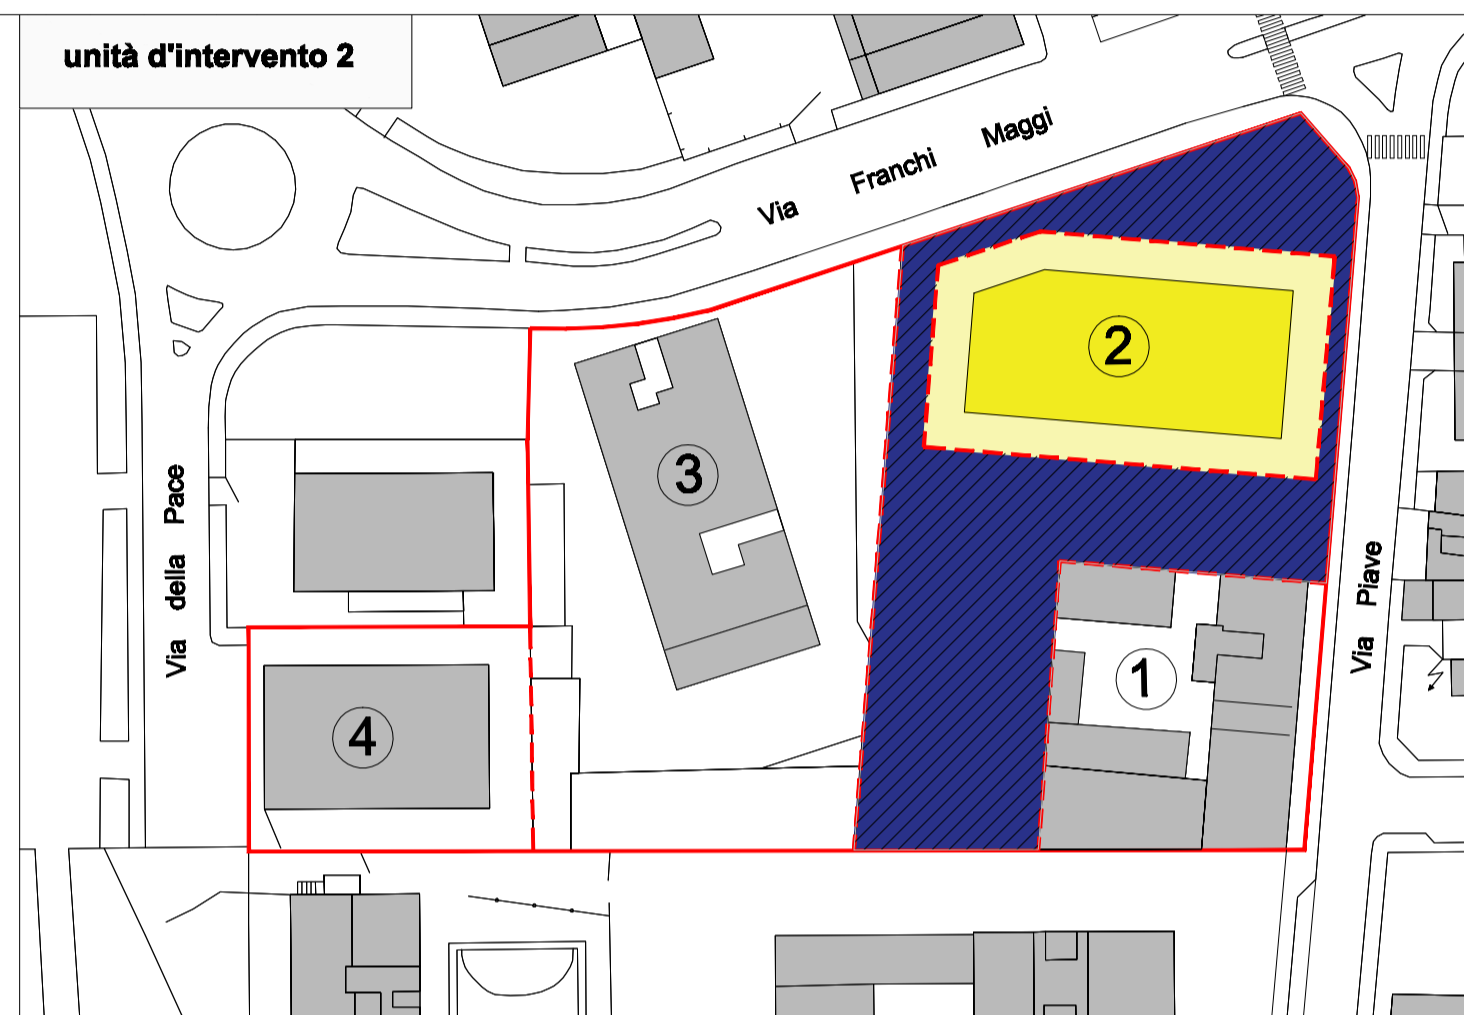 unità d'intervento 2
Via Franchi Maggi
2
3
Via della Pace
Via Piave
1
4